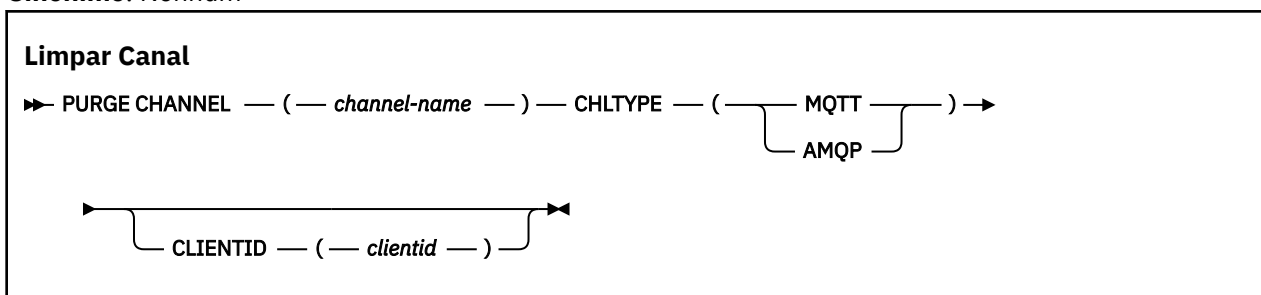 Limpar Canal
PURGE CHANNEL ( channel-name ) CHLTYPE ( MQTT )
AMQP
CLIENTID ( clientid )